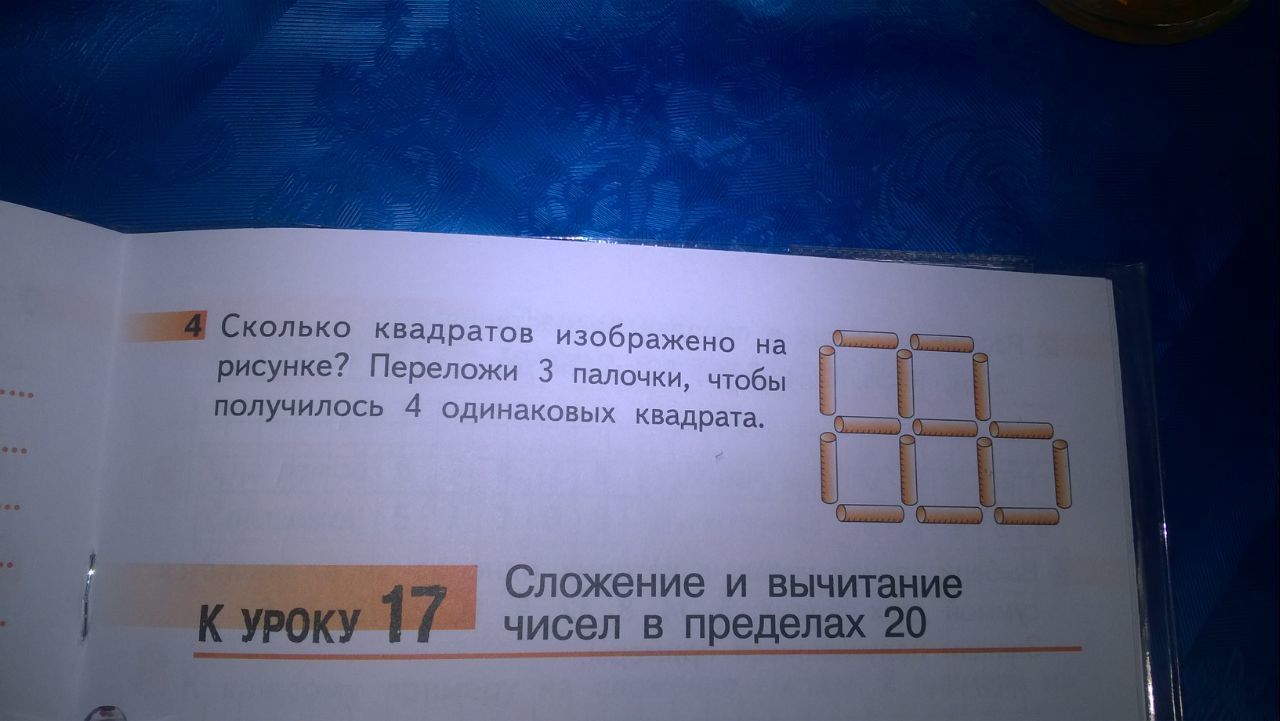 4 Сколько квадратов изображено на
рисунке? Переложи 3 палочки, чтобы
получилось 4 одинаковых квадрата.
К УРОКУ 17
Сложение и вычитание
чисел в пределах 20